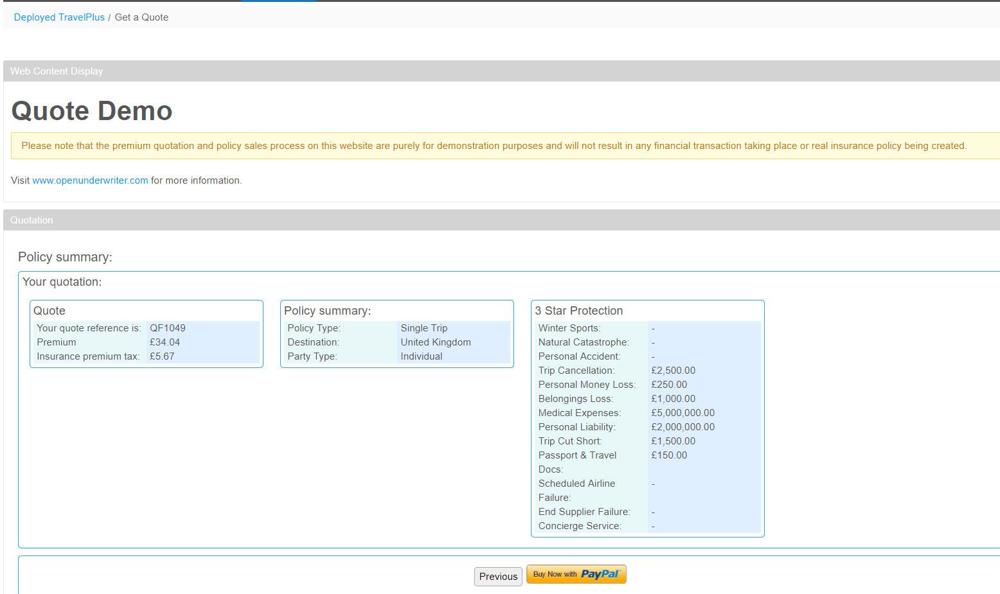 Deployed TravelPlus / Get a Quote
Web Content Display
Quote Demo
Please note that the premium quotation and policy sales process on this website are purely for demonstration purposes and will not result in any financial transaction taking place or real insurance policy being created.
Visit www.openunderwriter.com for more information.
Quotation
Policy summary:
Your quotation:
Quote
Your quote reference is: QF1049
Premium £34.04
Insurance premium tax: £5.67
Policy summary:
Policy Type: Single Trip
Destination: United Kingdom
Party Type: Individual
3 Star Protection
Winter Sports: -
Natural Catastrophe: -
Personal Accident: -
Trip Cancellation: £2,500.00
Personal Money Loss: £250.00
Belongings Loss: £1,000.00
Medical Expenses: £5,000,000.00
Personal Liability: £2,000,000.00
Trip Cut Short: £1,500.00
Passport & Travel £150.00
Docs:
Scheduled Airline -
Failure:
End Supplier Failure: -
Concierge Service: -
Previous
Buy Now with PayPal